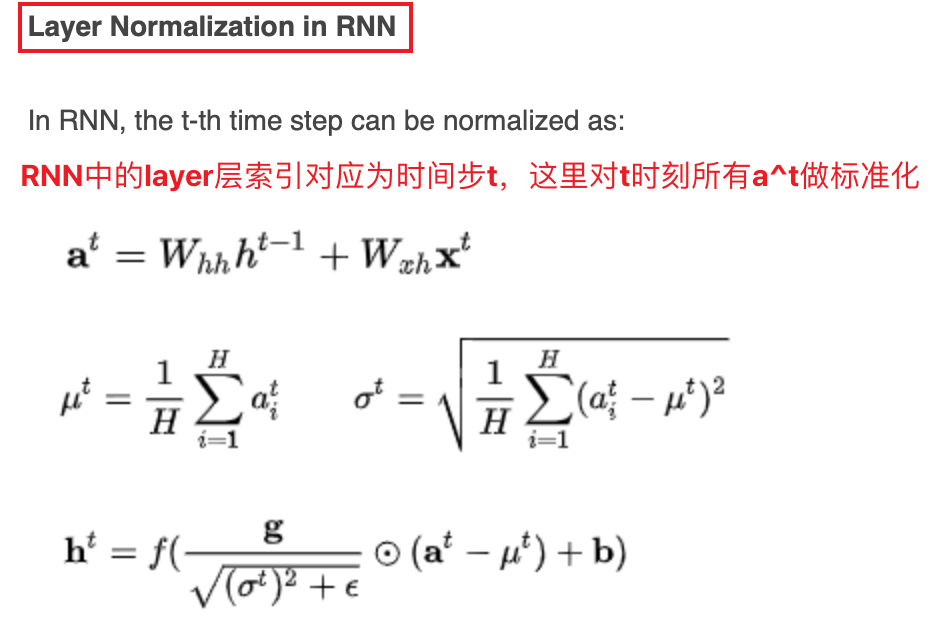 Layer Normalization in RNN
In RNN, the t-th time step can be normalized as:
RNN中的layer层索引对应为时间步t，这里对t时刻所有a^t做标准化
$\mathbf{a}^t = W_{hh}h^{t-1} + W_{xh}\mathbf{x}^t$
$\mu^t = \frac{1}{H}\sum_{i=1}^{H} a_i^t \quad \sigma^t = \sqrt{\frac{1}{H}\sum_{i=1}^{H}(a_i^t - \mu^t)^2}$
$\mathbf{h}^t = f(\frac{\mathbf{g}}{\sqrt{(\sigma^t)^2 + \epsilon}} \odot (\mathbf{a}^t - \mu^t) + \mathbf{b})$